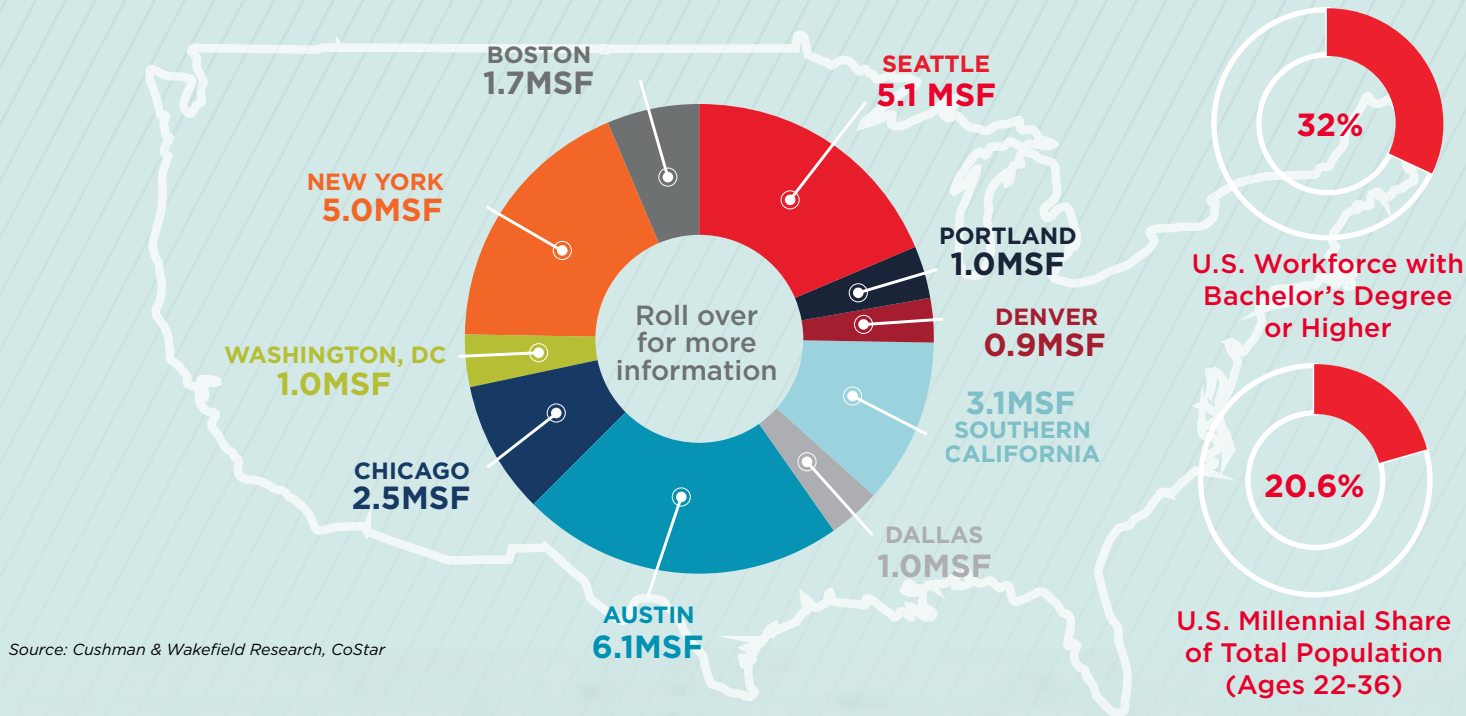 BOSTON
1.7MSF
SEATTLE
5.1 MSF
NEW YORK
5.0MSF
PORTLAND
1.0MSF
DENVER
0.9MSF
WASHINGTON, DC
1.0MSF
3.1MSF
SOUTHERN
CALIFORNIA
CHICAGO
2.5MSF
DALLAS
1.0MSF
AUSTIN
6.1MSF
Roll over
for more
information
32%
U.S. Workforce with
Bachelor's Degree
or Higher
20.6%
U.S. Millennial Share
of Total Population
(Ages 22-36)
Source: Cushman & Wakefield Research, CoStar